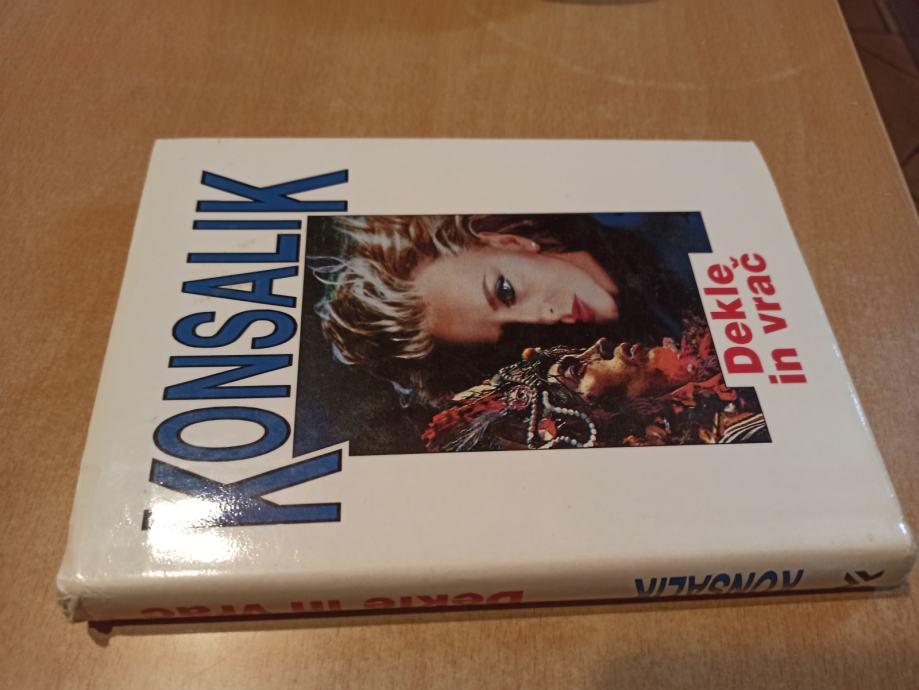 KONSALIK
Dekle
in vrač
Dekle in vrač
KONSALIK